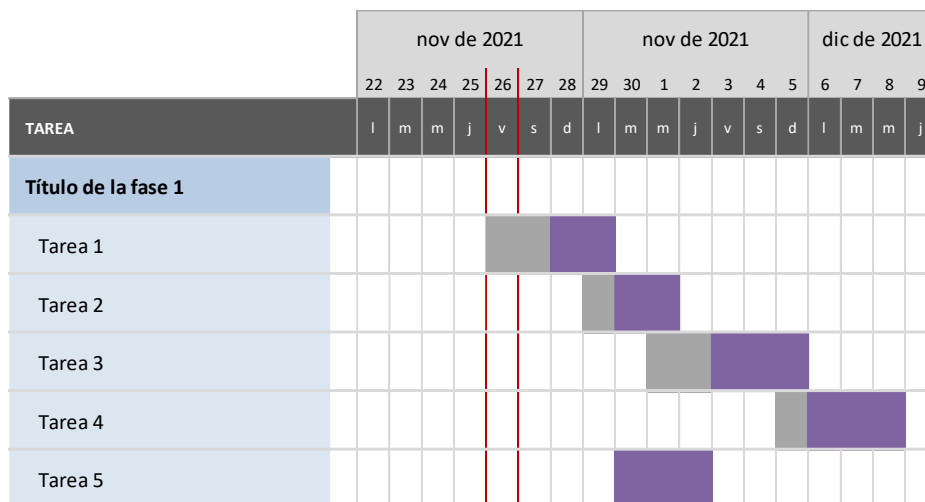 nov de 2021 nov de 2021 dic de 2021
22 23 24 25 26 27 28 29 30 1 2 3 4 5 6 7 8 9
TAREA l m m j v s d l m m j v s d l m m j
Título de la fase 1
Tarea 1
Tarea 2
Tarea 3
Tarea 4
Tarea 5